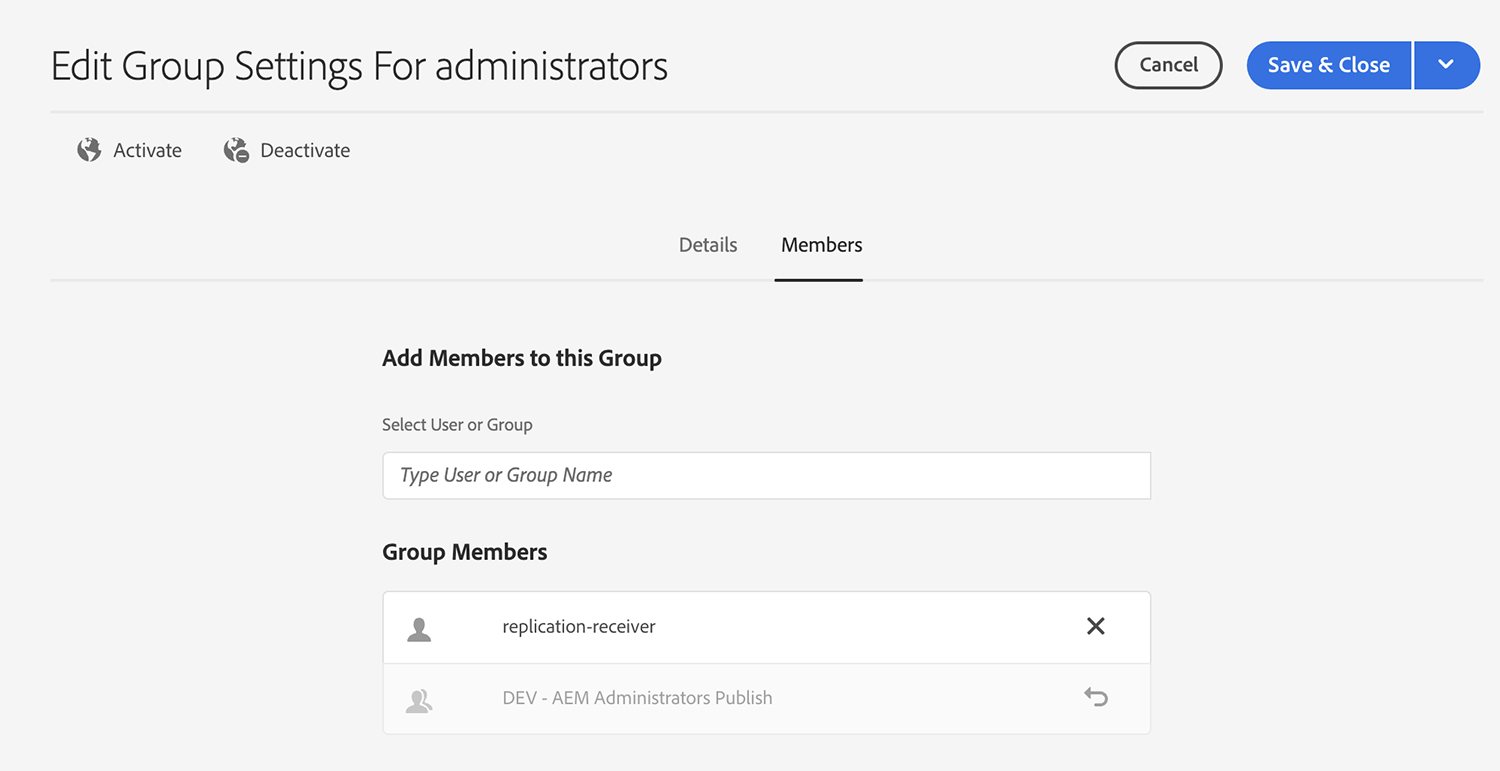 Edit Group Settings For administrators
Cancel
Save & Close
Activate
Deactivate
Details
Members
Add Members to this Group
Select User or Group
Type User or Group Name
Group Members
replication-receiver
DEV - AEM Administrators Publish